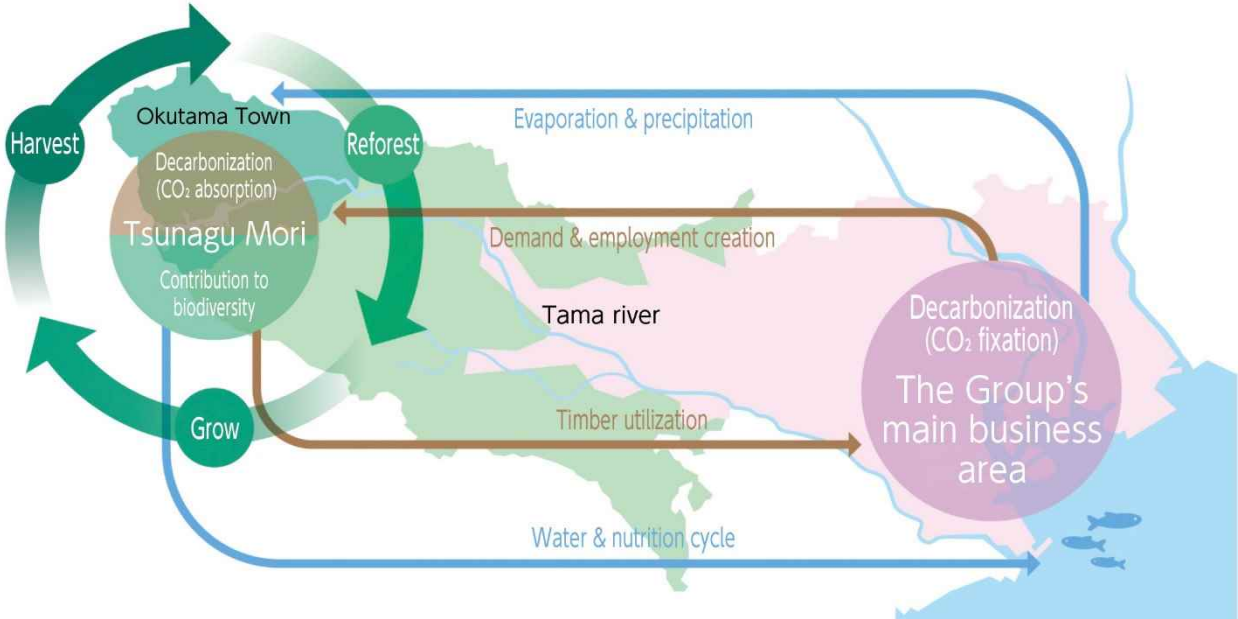 Okutama Town
Harvest
Reforest
Decarbonization
(CO₂ absorption)
Tsunagu Mori
Contribution to
biodiversity
Grow
Evaporation & precipitation
Demand & employment creation
Tama river
Timber utilization
Water & nutrition cycle
Decarbonization
(CO₂ fixation)
The Group's
main business
area